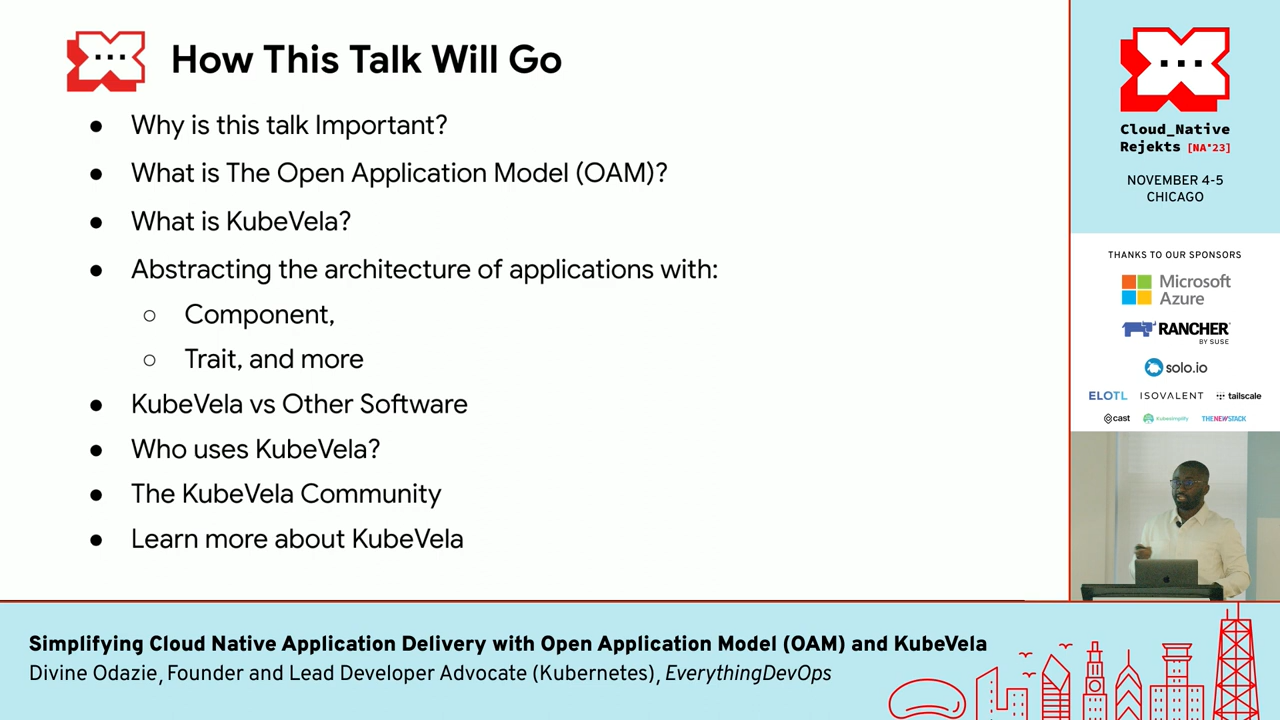 How This Talk Will Go
Why is this talk Important?
What is The Open Application Model (OAM)?
What is KubeVela?
Abstracting the architecture of applications with:
Component,
Trait, and more
KubeVela vs Other Software
Who uses KubeVela?
The KubeVela Community
Learn more about KubeVela
Cloud_Native
Rejekts [NA'23]
NOVEMBER 4-5
CHICAGO
THANKS TO OUR SPONSORS
Microsoft
Azure
RANCHER
BY SUSE
solo.io
ELOTL ISOVALENT tailscale
cast Kubesimplify THENEWSTACK
Simplifying Cloud Native Application Delivery with Open Application Model (OAM) and KubeVela
Divine Odazie, Founder and Lead Developer Advocate (Kubernetes), EverythingDevOps